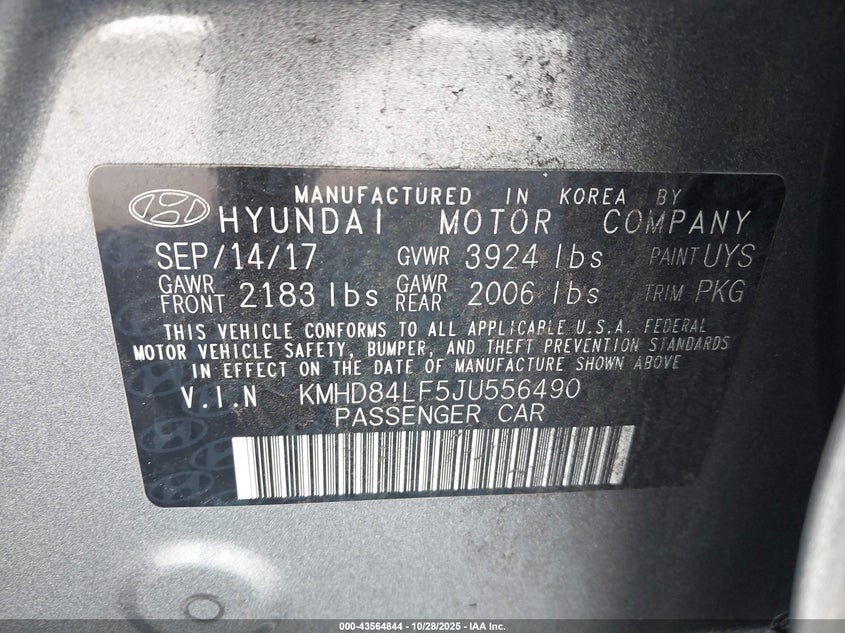 MANUFACTURED IN KOREA BY
HYUNDAI MOTOR COMPANY
SEP/14/17 GVWR 3924 lbs PAINT UYS
GAWR FRONT 2183 lbs GAWR REAR 2006 lbs TRIM PKG
THIS VEHICLE CONFORMS TO ALL APPLICABLE U.S.A. FEDERAL
MOTOR VEHICLE SAFETY, BUMPER, AND THEFT PREVENTION STANDARDS
IN EFFECT ON THE DATE OF MANUFACTURE SHOWN ABOVE
V.I.N KMHD84LF5JU556490
PASSENGER CAR
000-43564844 | 10/28/2025 - IAA Inc.